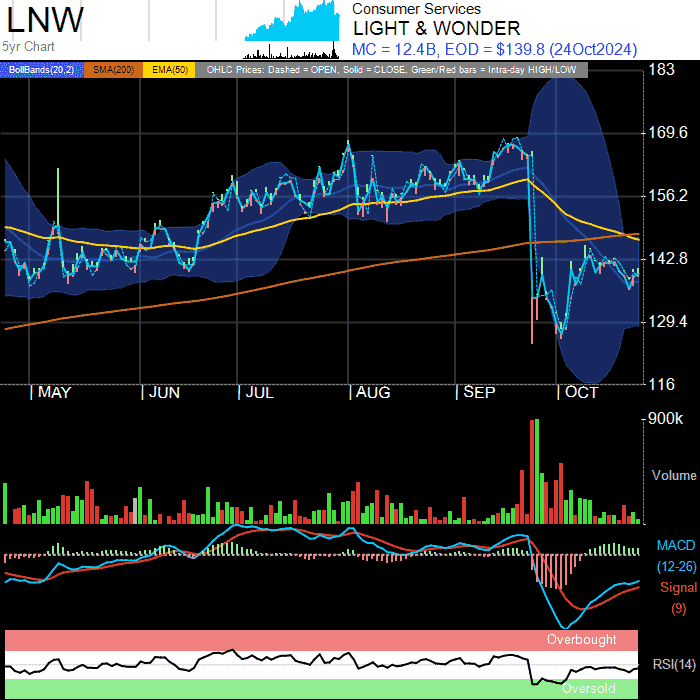 LNW
5yr Chart
Consumer Services
LIGHT & WONDER
MC = 12.4B, EOD = $139.8 (24Oct2024)
BollBands(20,2) SMA(200) EMA(50) OHLC Prices: Dashed = OPEN, Solid = CLOSE, Green/Red bars = Intra-day HIGH/LOW
183
169.6
156.2
142.8
129.4
116
MAY JUN JUL AUG SEP OCT
900k
Volume
MACD
(12-26)
Signal
(9)
Overbought
RSI(14)
Oversold